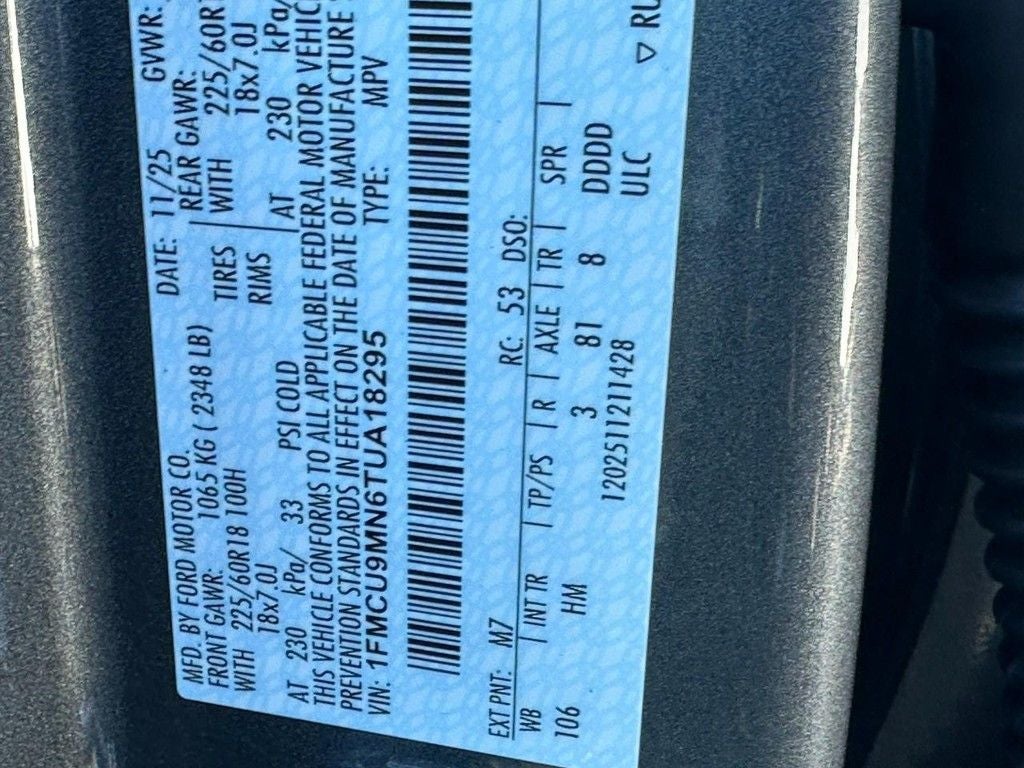 MFD. BY FORD MOTOR CO. DATE: 11/25 GVWR:
FRONT GAWR: 1065 KG ( 2348 LB) REAR GAWR:
WITH 225/60R18 100H TIRES WITH 225/60R
18x7.0J RIMS 18x7.0J
AT 230 kPa/ 33 PSI COLD AT 230 kPa/
THIS VEHICLE CONFORMS TO ALL APPLICABLE FEDERAL MOTOR VEHIC
PREVENTION STANDARDS IN EFFECT ON THE DATE OF MANUFACTURE
VIN: 1FMCU9MN6TUA18295 TYPE: MPV
EXT PNT: M7 RC: 53 DSO:
WB | INT TR | TP/PS | R | AXLE | TR | SPR |
106 HM 3 81 8 DDDD
12025112111428 ULC
▽ RU